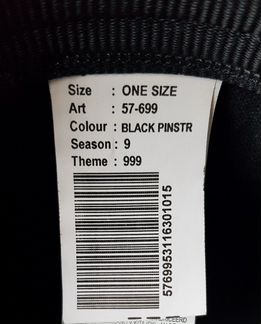 Size : ONE SIZE
Art : 57-699
Colour : BLACK PINSTR
Season : 9
Theme : 999
5769953116301015